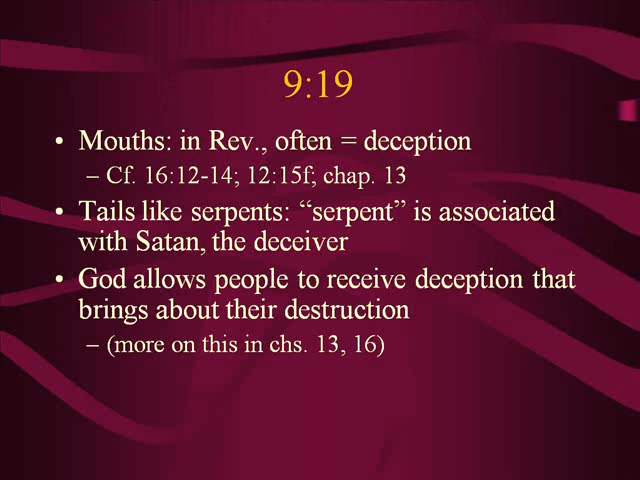 9:19
• Mouths: in Rev., often = deception
– Cf. 16:12-14; 12:15f; chap. 13
• Tails like serpents: “serpent” is associated
with Satan, the deceiver
• God allows people to receive deception that
brings about their destruction
– (more on this in chs. 13, 16)